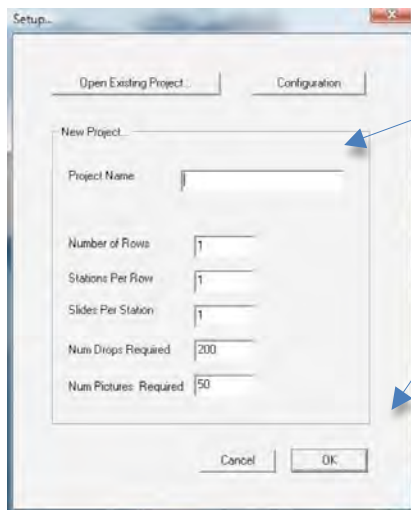 Setup...
Open Existing Project... Configuration
New Project...
Project Name
Number of Rows 1
Stations Per Row 1
Slides Per Station 1
Num Drops Required 200
Num Pictures Required 50
Cancel OK